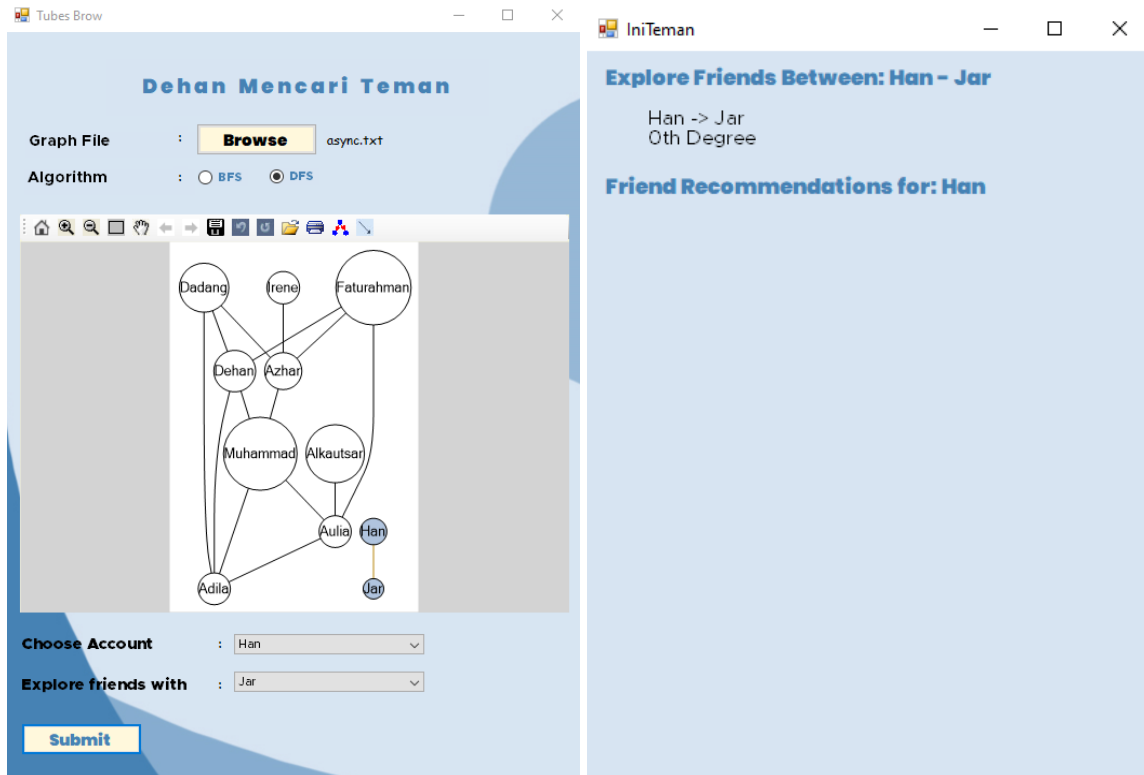 Tubes Brow
Dehan Mencari Teman
Graph File : Browse async.txt
Algorithm : BFS DFS
Dadang Irene Faturahman
Dehan Azhar
Muhammad Alkautsar
Aulia Han
Adila Jar
Choose Account : Han
Explore friends with : Jar
Submit
IniTeman
Explore Friends Between: Han - Jar
Han -> Jar
0th Degree
Friend Recommendations for: Han